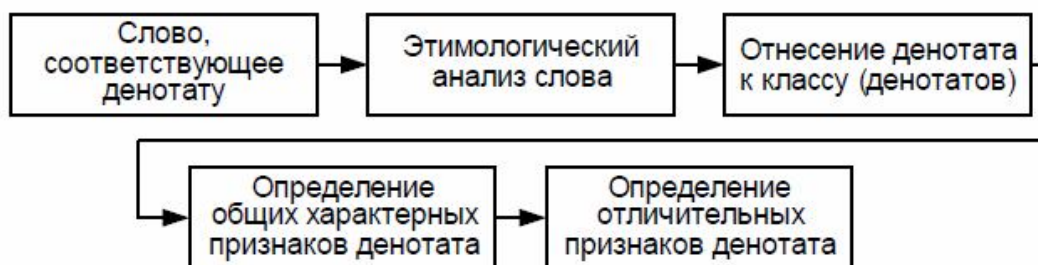 Слово,
соответствующее
денотату
Этимологический
анализ слова
Отнесение денотата
к классу (денотатов)
Определение
общих характерных
признаков денотата
Определение
отличительных
признаков денотата